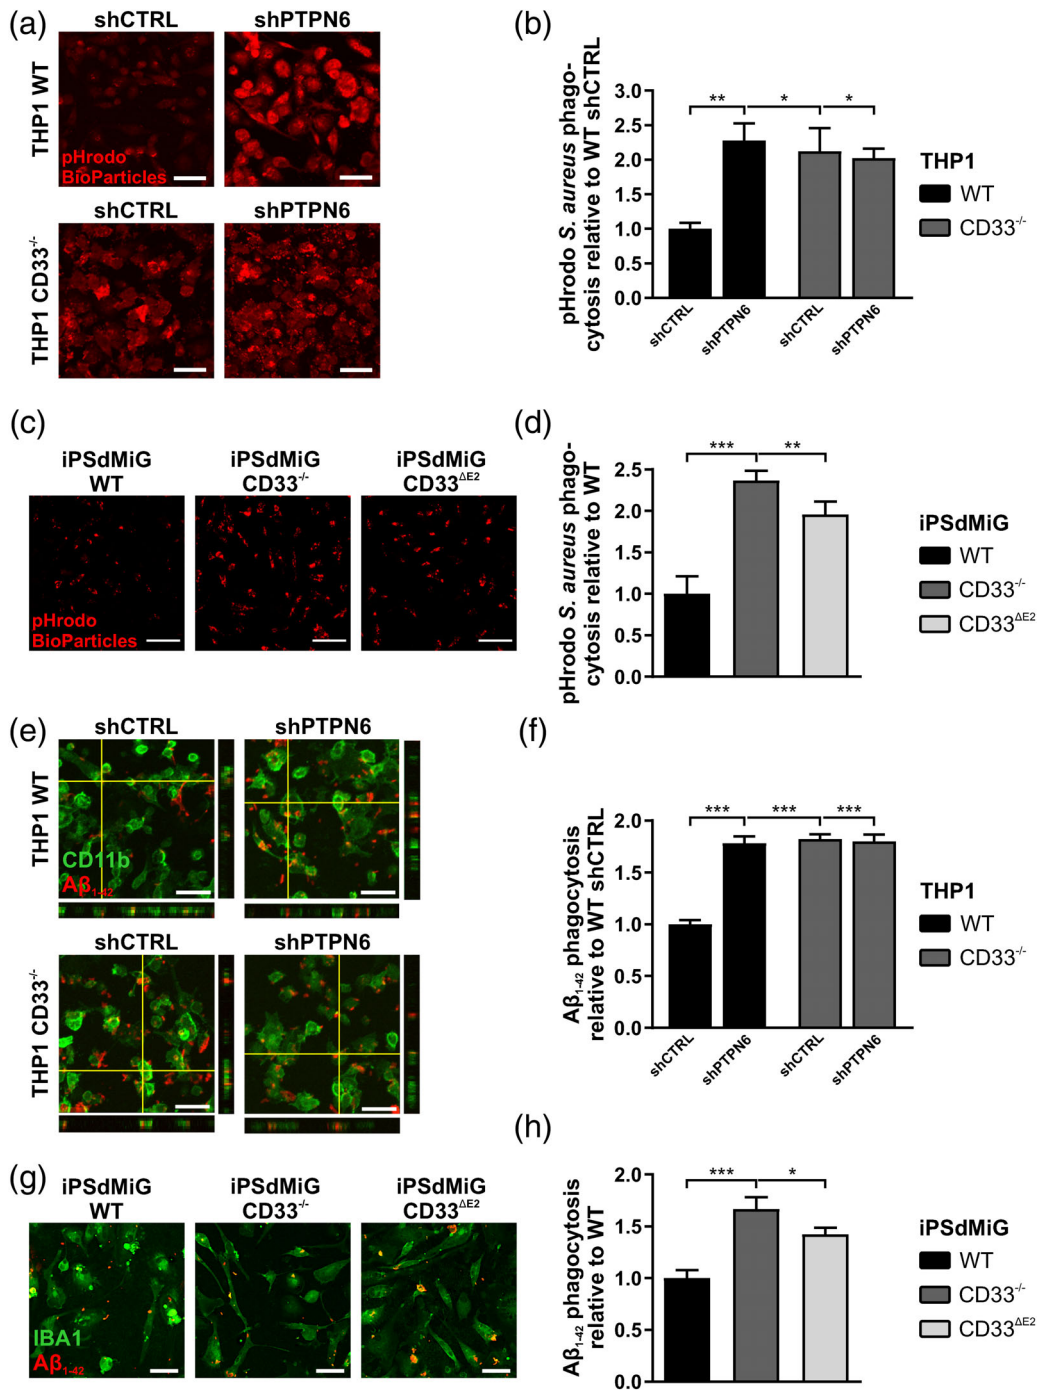 (a)
shCTRL
shPTPN6
THP1 WT
pHrodo
BioParticles
shCTRL
shPTPN6
THP1 CD33-/-
(b)
pHrodo S. aureus phago-
cytosis relative to WT shCTRL
3.0
2.5
2.0
1.5
1.0
0.5
0.0
**
*
*
shCTRL
shPTPN6
shCTRL
shPTPN6
THP1
WT
CD33-/-
(c)
iPSdMiG
WT
iPSdMiG
CD33-/-
iPSdMiG
CD33ΔE2
pHrodo
BioParticles
(d)
pHrodo S. aureus phago-
cytosis relative to WT
2.5
2.0
1.5
1.0
0.5
0.0
***
**
iPSdMiG
WT
CD33-/-
CD33ΔE2
(e)
shCTRL
shPTPN6
THP1 WT
CD11b
Aβ1-42
shCTRL
shPTPN6
THP1 CD33-/-
(f)
Aβ1-42 phagocytosis
relative to WT shCTRL
2.0
1.5
1.0
0.5
0.0
***
***
***
shCTRL
shPTPN6
shCTRL
shPTPN6
THP1
WT
CD33-/-
(g)
iPSdMiG
WT
iPSdMiG
CD33-/-
iPSdMiG
CD33ΔE2
IBA1
Aβ1-42
(h)
Aβ1-42 phagocytosis
relative to WT
2.0
1.5
1.0
0.5
0.0
***
*
iPSdMiG
WT
CD33-/-
CD33ΔE2